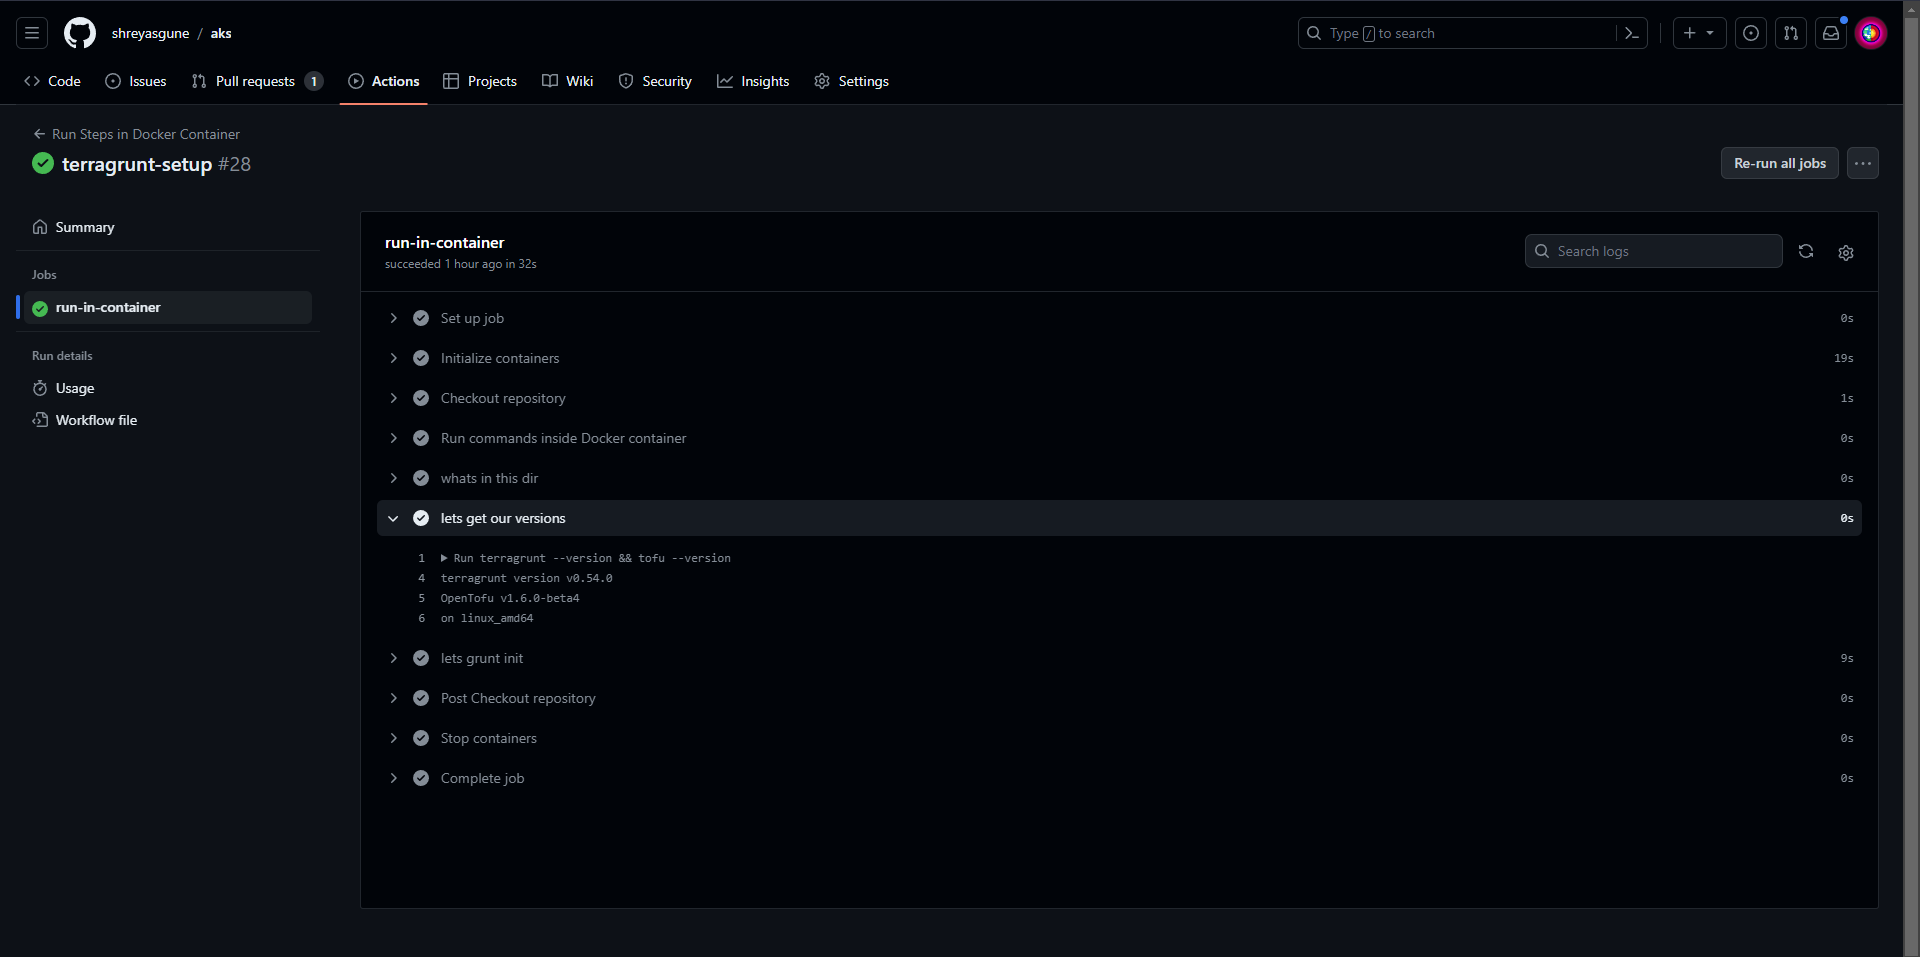 shreyasgune / aks
Type / to search
Code
Issues
Pull requests 1
Actions
Projects
Wiki
Security
Insights
Settings
Run Steps in Docker Container
terragrunt-setup #28
Re-run all jobs
Summary
Jobs
run-in-container
Run details
Usage
Workflow file
run-in-container
succeeded 1 hour ago in 32s
Search logs
Set up job 0s
Initialize containers 19s
Checkout repository 1s
Run commands inside Docker container 0s
whats in this dir 0s
lets get our versions 0s
1 Run terragrunt --version && tofu --version
4 terragrunt version v0.54.0
5 OpenTofu v1.6.0-beta4
6 on linux_amd64
lets grunt init 9s
Post Checkout repository 0s
Stop containers 0s
Complete job 0s